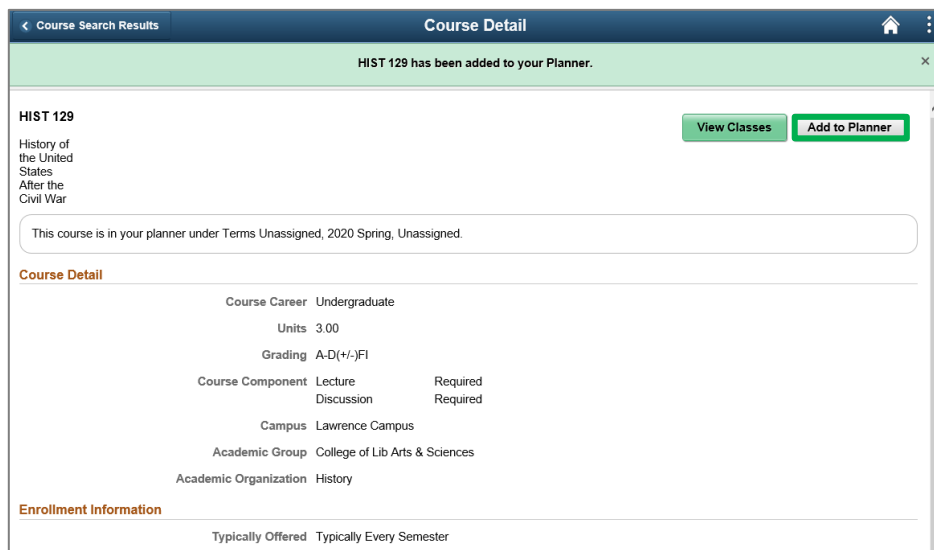 Course Search Results
Course Detail
HIST 129 has been added to your Planner.
×
HIST 129
View Classes
Add to Planner
History of
the United
States
After the
Civil War
This course is in your planner under Terms Unassigned, 2020 Spring, Unassigned.
Course Detail
Course Career Undergraduate
Units 3.00
Grading A-D(+/-)FI
Course Component Lecture Required
Discussion Required
Campus Lawrence Campus
Academic Group College of Lib Arts & Sciences
Academic Organization History
Enrollment Information
Typically Offered Typically Every Semester